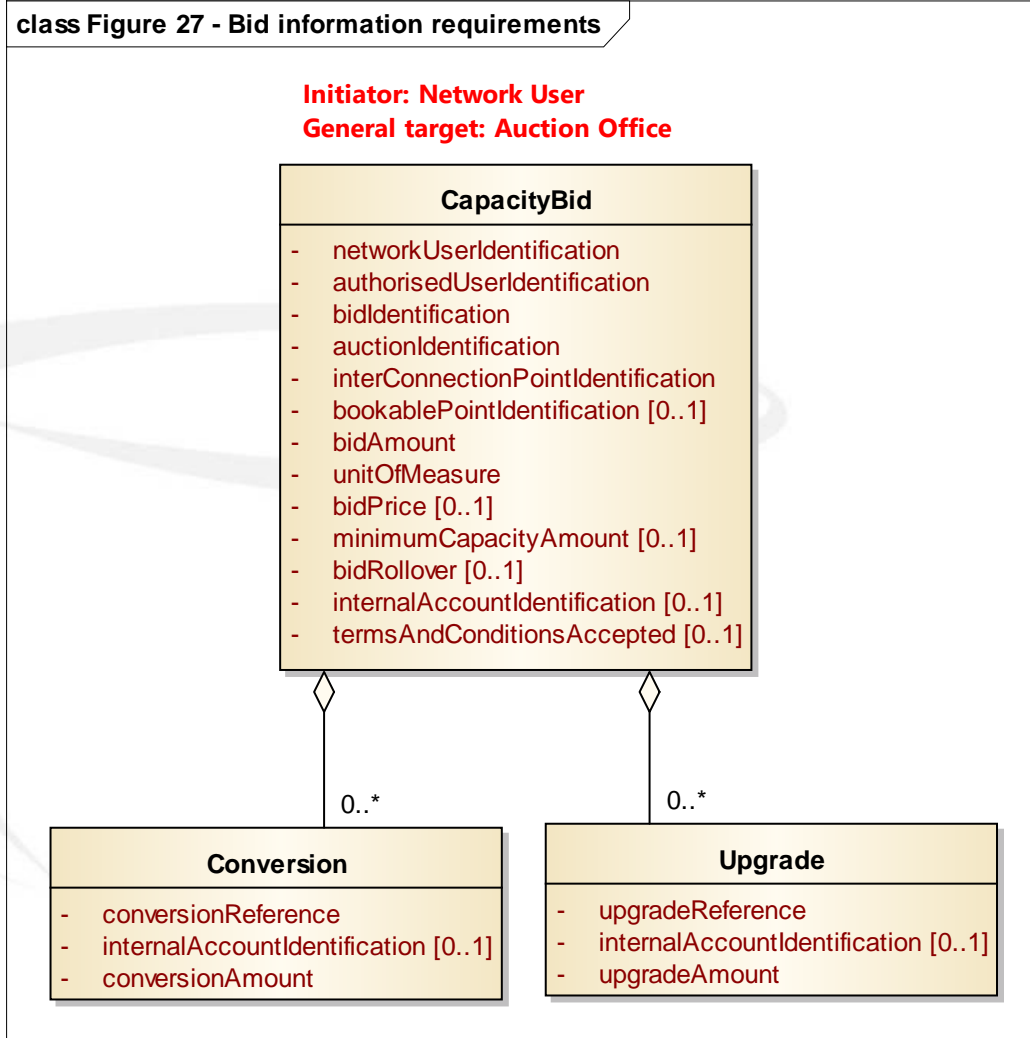 class Figure 27 - Bid information requirements
Initiator: Network User
General target: Auction Office
CapacityBid
- networkUserIdentification
- authorisedUserIdentification
- bidIdentification
- auctionIdentification
- interConnectionPointIdentification
- bookablePointIdentification [0..1]
- bidAmount
- unitOfMeasure
- bidPrice [0..1]
- minimumCapacityAmount [0..1]
- bidRollover [0..1]
- internalAccountIdentification [0..1]
- termsAndConditionsAccepted [0..1]
0..*
0..*
Conversion
- conversionReference
- internalAccountIdentification [0..1]
- conversionAmount
Upgrade
- upgradeReference
- internalAccountIdentification [0..1]
- upgradeAmount